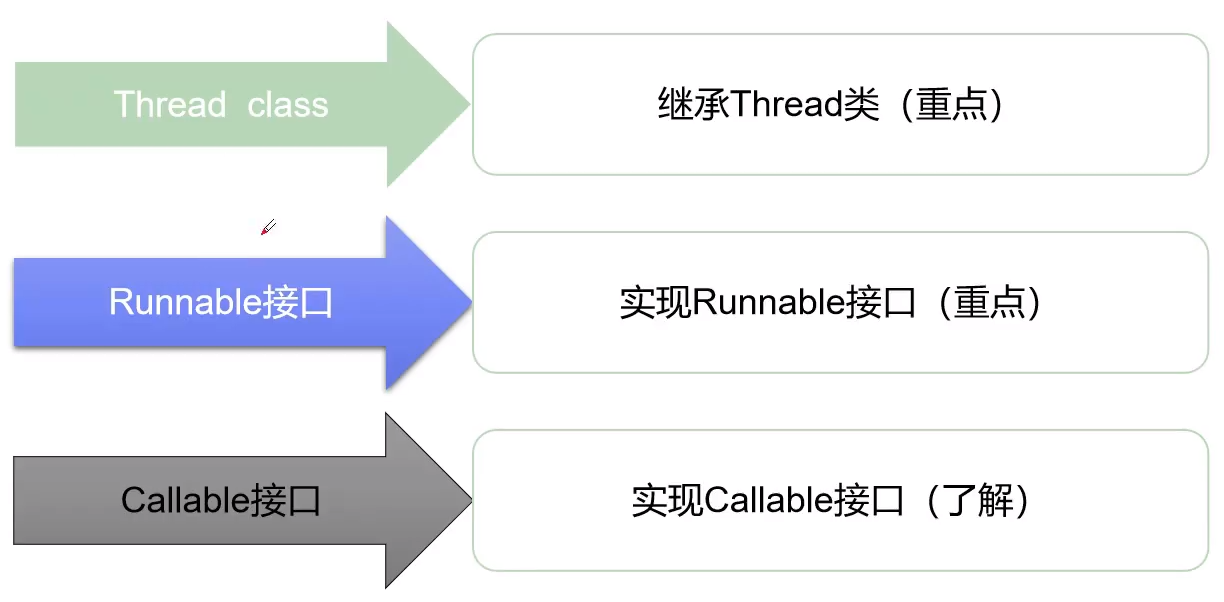 Thread  class
继承Thread类（重点）
Runnable接口
实现Runnable接口（重点）
Callable接口
实现Callable接口（了解）